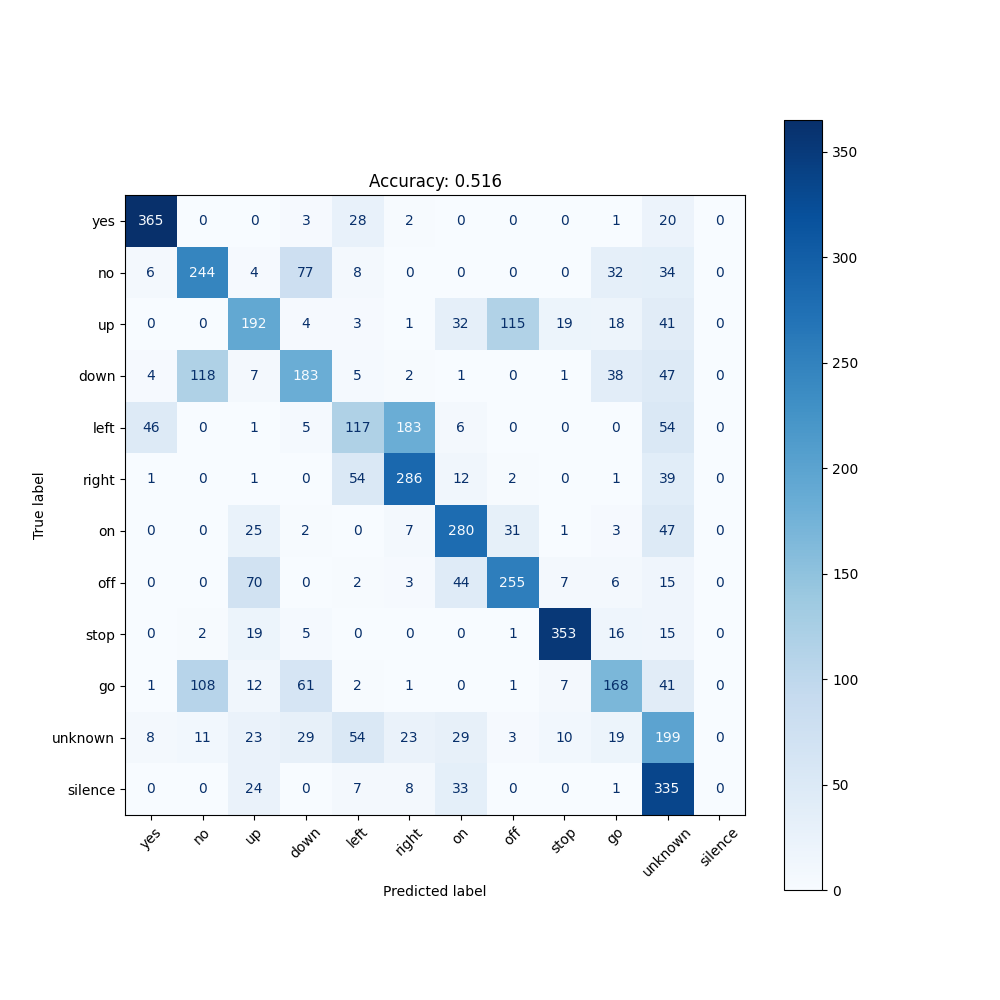 Accuracy: 0.516
yes 365 0 0 3 28 2 0 0 0 1 20 0
no 6 244 4 77 8 0 0 0 0 32 34 0
up 0 0 192 4 3 1 32 115 19 18 41 0
down 4 118 7 183 5 2 1 0 1 38 47 0
left 46 0 1 5 117 183 6 0 0 0 54 0
right 1 0 1 0 54 286 12 2 0 1 39 0
on 0 0 25 2 0 7 280 31 1 3 47 0
off 0 0 70 0 2 3 44 255 7 6 15 0
stop 0 2 19 5 0 0 0 1 353 16 15 0
go 1 108 12 61 2 1 0 1 7 168 41 0
unknown 8 11 23 29 54 23 29 3 10 19 199 0
silence 0 0 24 0 7 8 33 0 0 1 335 0
yes no up down left right on off stop go unknown silence
Predicted label
True label
350
300
250
200
150
100
50
0